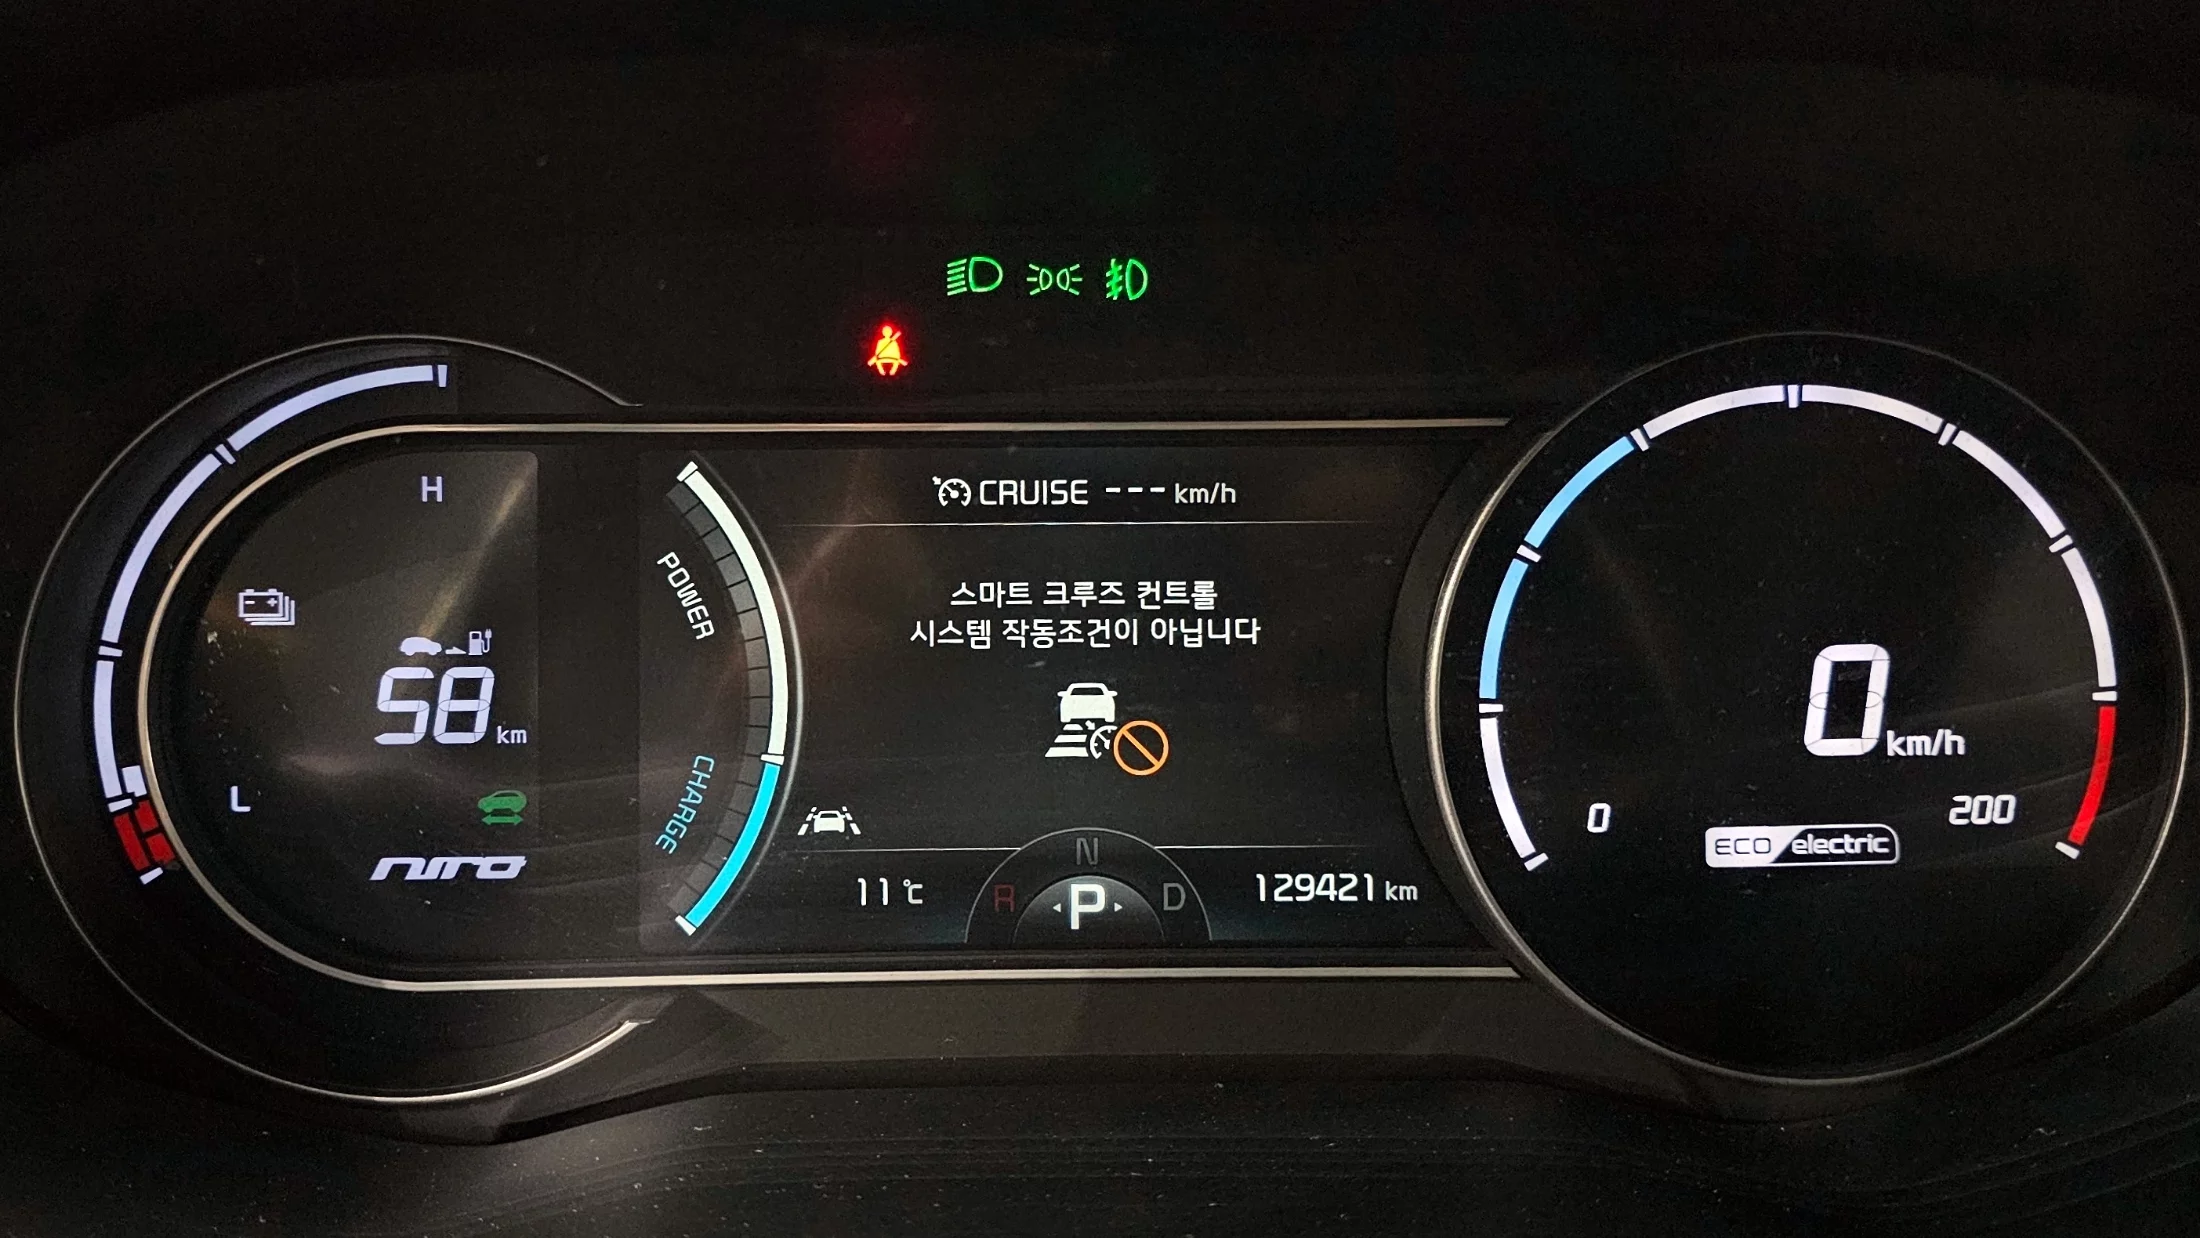 CRUISE ---km/h
H
스마트 크루즈 컨트롤
시스템 작동조건이 아닙니다
POWER
58 km
0 km/h
CHARGE
L
0
200
ECO electric
niro
N
11 ℃
R
P
D
129421 km